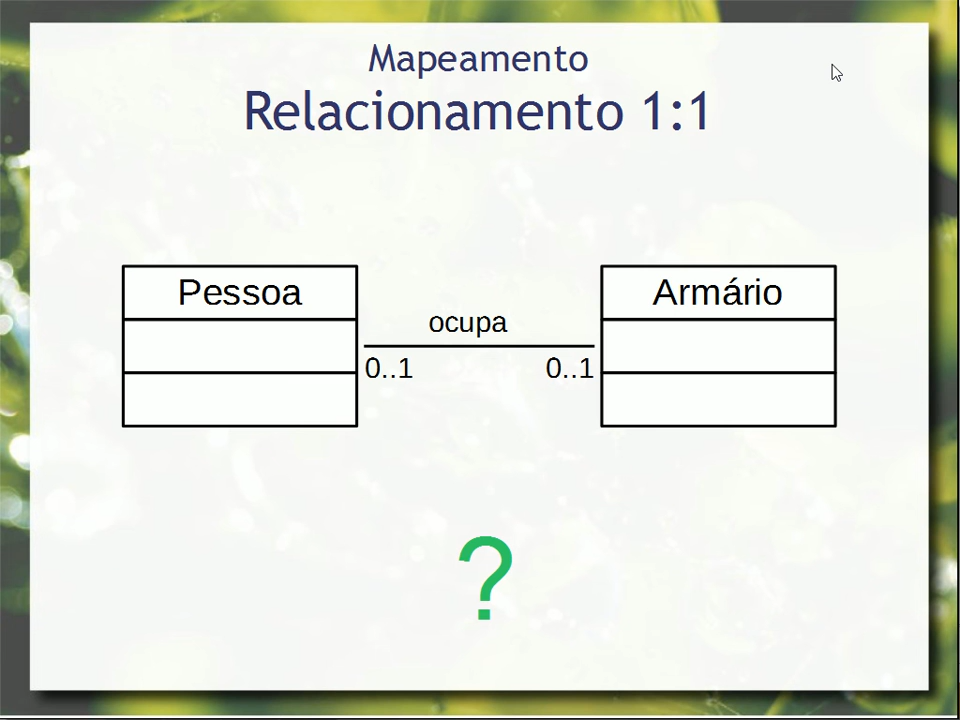 Mapeamento
Relacionamento 1:1
Pessoa
Armário
ocupa
0..1
0..1
?